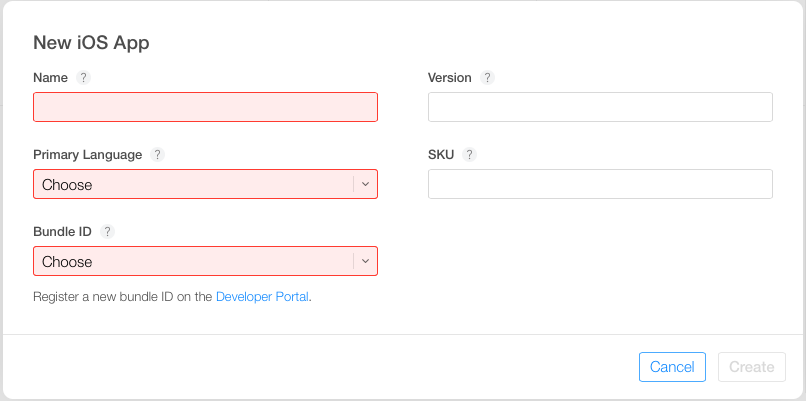 New iOS App
Name ?
Version ?
Primary Language ?
SKU ?
Choose
Bundle ID ?
Choose
Register a new bundle ID on the Developer Portal.
Cancel
Create